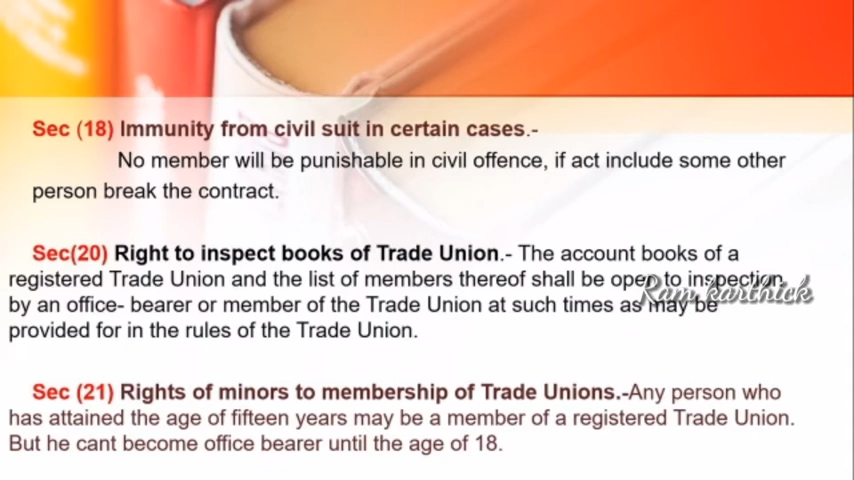 Sec (18) Immunity from civil suit in certain cases.-
No member will be punishable in civil offence, if act include some other
person break the contract.
Sec(20) Right to inspect books of Trade Union.- The account books of a
registered Trade Union and the list of members thereof shall be open to inspection
by an office- bearer or member of the Trade Union at such times as may be
provided for in the rules of the Trade Union.
Ram karthick
Sec (21) Rights of minors to membership of Trade Unions.-Any person who
has attained the age of fifteen years may be a member of a registered Trade Union.
But he cant become office bearer until the age of 18.